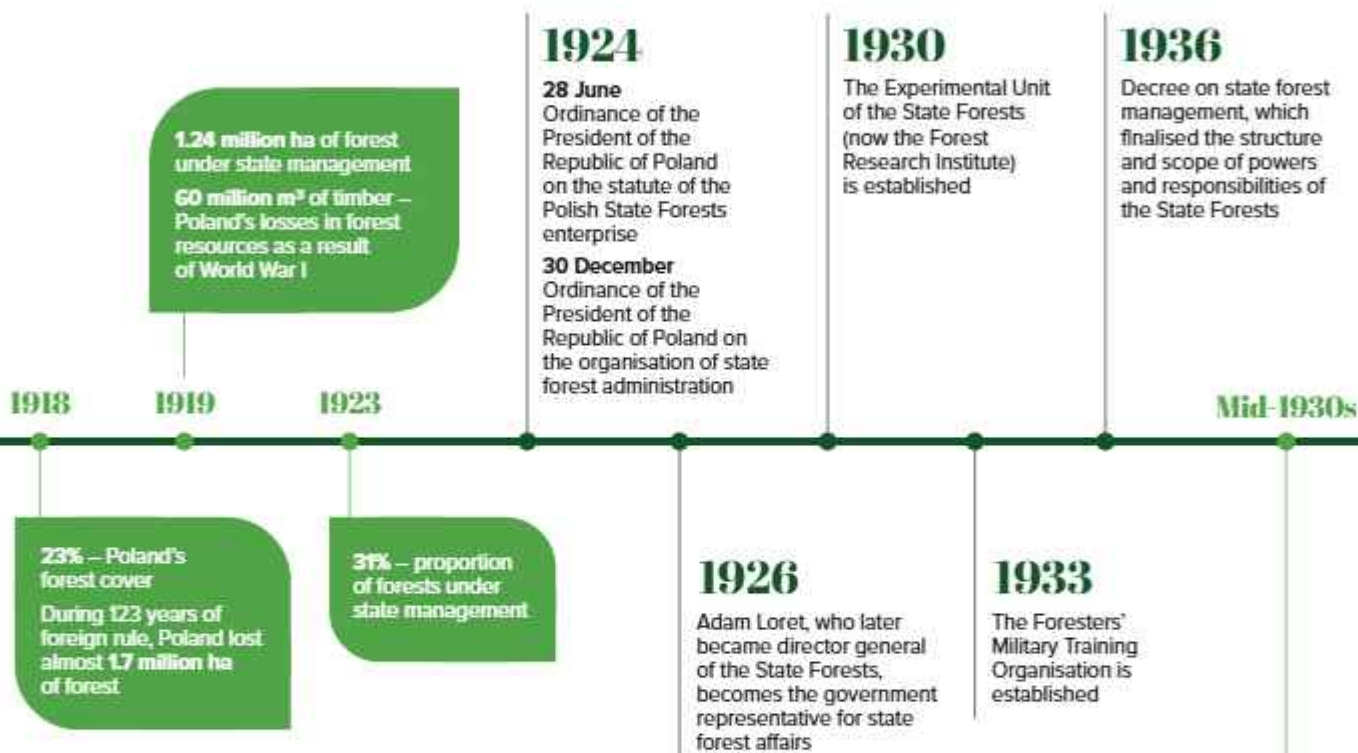 1924
28 June
Ordinance of the
President of the
Republic of Poland
on the statute of the
Polish State Forests
enterprise
30 December
Ordinance of the
President of the
Republic of Poland on
the organisation of state
forest administration
1930
The Experimental Unit
of the State Forests
(now the Forest
Research Institute)
is established
1936
Decree on state forest
management, which
finalised the structure
and scope of powers
and responsibilities of
the State Forests
1.24 million ha of forest
under state management
60 million m³ of timber –
Poland's losses in forest
resources as a result
of World War I
1918
1919
1923
Mid-1930s
23% – Poland's
forest cover
During 123 years of
foreign rule, Poland lost
almost 1.7 million ha
of forest
31% – proportion
of forests under
state management
1926
Adam Loret, who later
became director general
of the State Forests,
becomes the government
representative for state
forest affairs
1933
The Foresters'
Military Training
Organisation is
established